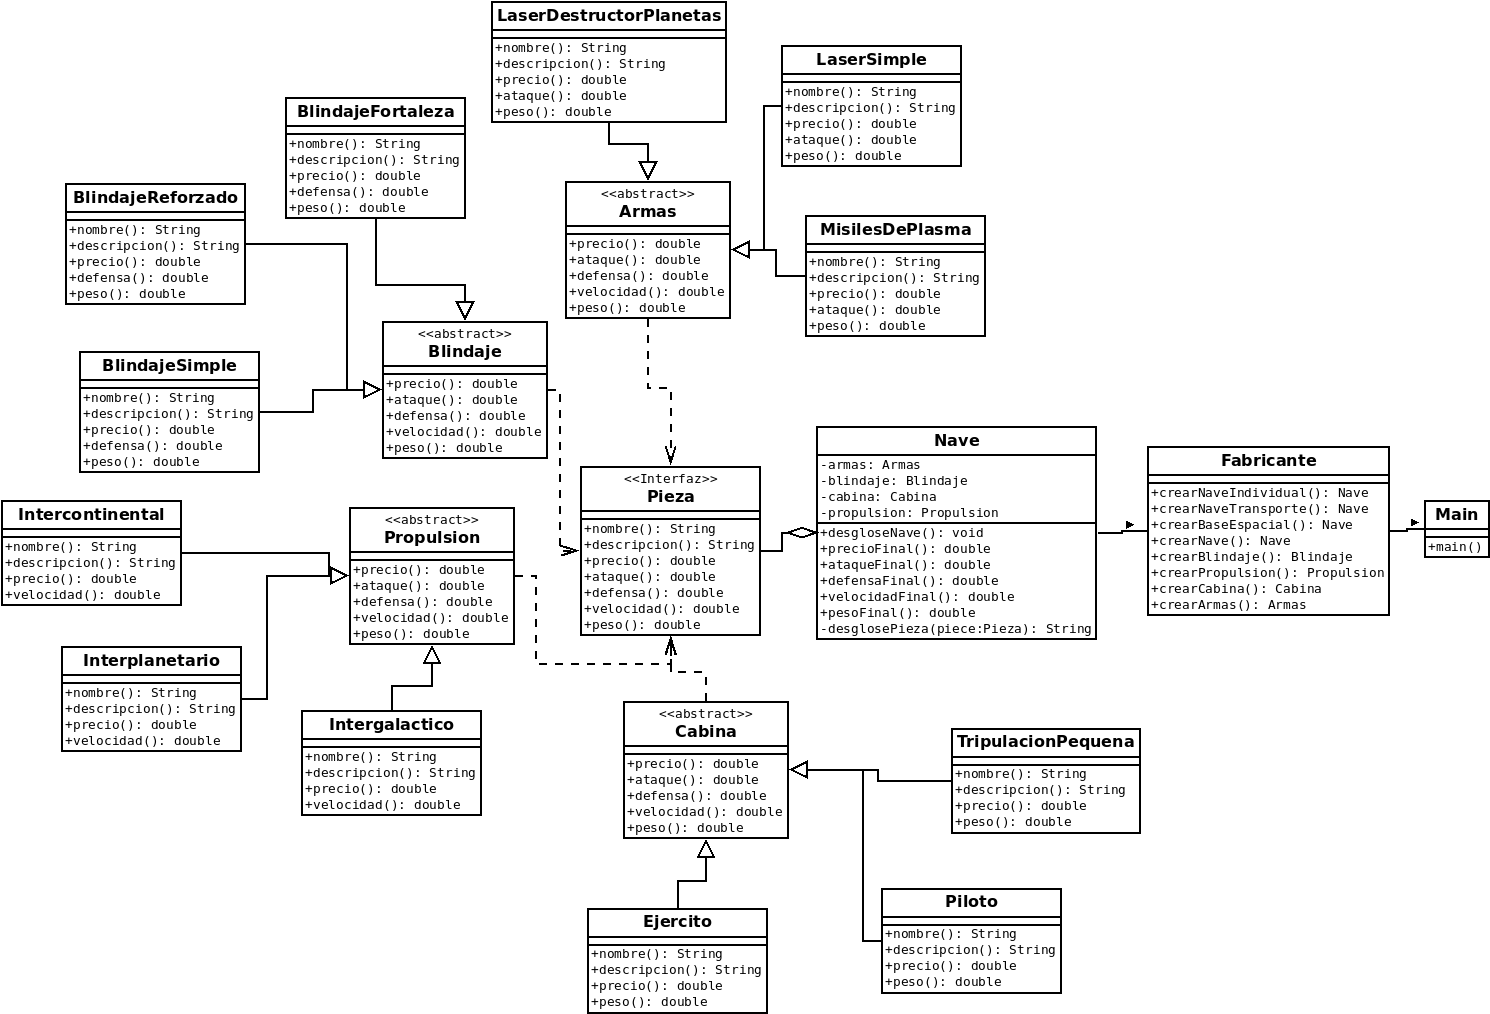 LaserDestructorPlanetas
+nombre(): String
+descripcion(): String
+precio(): double
+ataque(): double
+peso(): double
LaserSimple
+nombre(): String
+descripcion(): String
+precio(): double
+ataque(): double
+peso(): double
BlindajeFortaleza
+nombre(): String
+descripcion(): String
+precio(): double
+defensa(): double
+peso(): double
BlindajeReforzado
+nombre(): String
+descripcion(): String
+precio(): double
+defensa(): double
+peso(): double
<<abstract>>
Armas
+precio(): double
+ataque(): double
+defensa(): double
+velocidad(): double
+peso(): double
MisilesDePlasma
+nombre(): String
+descripcion(): String
+precio(): double
+ataque(): double
+peso(): double
BlindajeSimple
+nombre(): String
+descripcion(): String
+precio(): double
+defensa(): double
+peso(): double
<<abstract>>
Blindaje
+precio(): double
+ataque(): double
+defensa(): double
+velocidad(): double
+peso(): double
Intercontinental
+nombre(): String
+descripcion(): String
+precio(): double
+velocidad(): double
<<abstract>>
Propulsion
+precio(): double
+ataque(): double
+defensa(): double
+velocidad(): double
+peso(): double
<<Interfaz>>
Pieza
+nombre(): String
+descripcion(): String
+precio(): double
+ataque(): double
+defensa(): double
+velocidad(): double
+peso(): double
Nave
-armas: Armas
-blindaje: Blindaje
-cabina: Cabina
-propulsion: Propulsion
+desgloseNave(): void
+precioFinal(): double
+ataqueFinal(): double
+defensaFinal(): double
+velocidadFinal(): double
+pesoFinal(): double
-desglosePieza(piece:Pieza): String
Fabricante
+crearNaveIndividual(): Nave
+crearNaveTransporte(): Nave
+crearBaseEspacial(): Nave
+crearNave(): Nave
+crearBlindaje(): Blindaje
+crearPropulsion(): Propulsion
+crearCabina(): Cabina
+crearArmas(): Armas
Main
+main()
Interplanetario
+nombre(): String
+descripcion(): String
+precio(): double
+velocidad(): double
Intergalactico
+nombre(): String
+descripcion(): String
+precio(): double
+velocidad(): double
<<abstract>>
Cabina
+precio(): double
+ataque(): double
+defensa(): double
+velocidad(): double
+peso(): double
TripulacionPequena
+nombre(): String
+descripcion(): String
+precio(): double
+peso(): double
Ejercito
+nombre(): String
+descripcion(): String
+precio(): double
+peso(): double
Piloto
+nombre(): String
+descripcion(): String
+precio(): double
+peso(): double